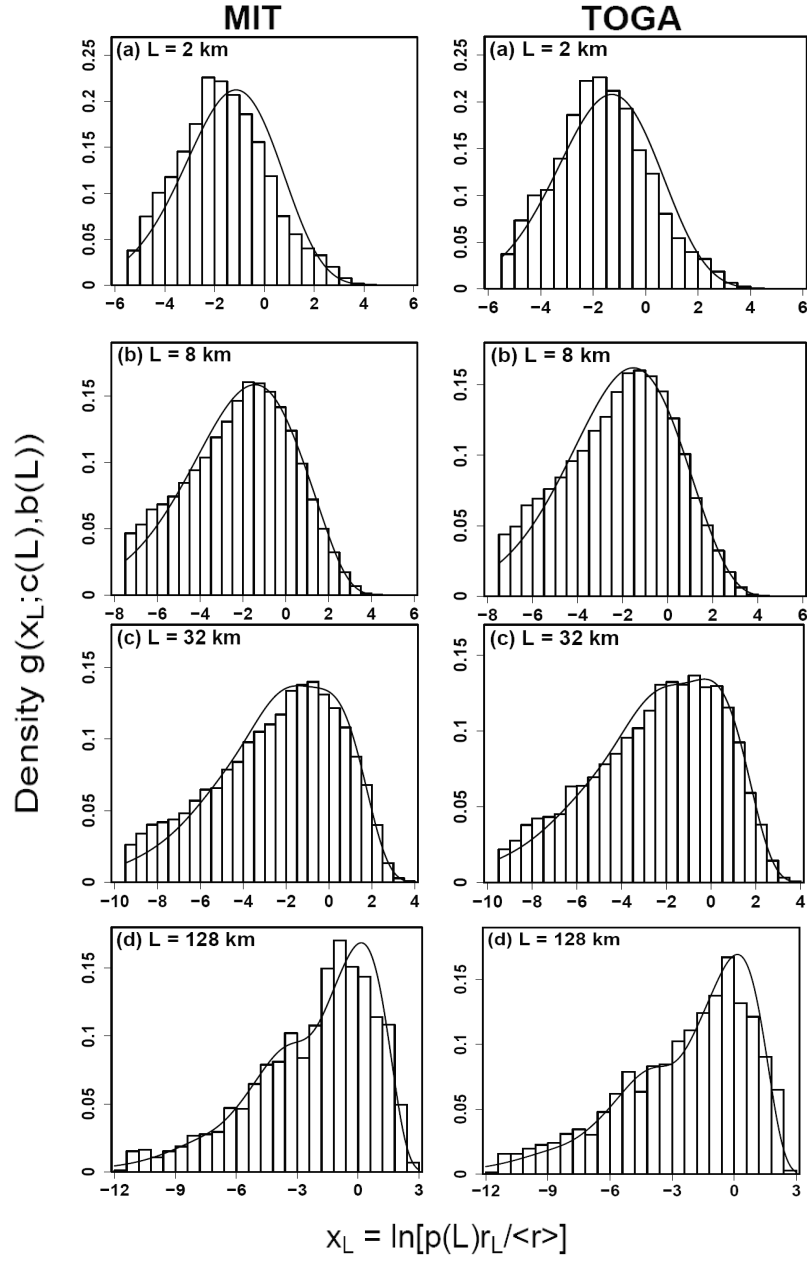 MIT TOGA
(a) L = 2 km (a) L = 2 km
0.25 0.25
0.2 0.2
0.15 0.15
0.1 0.1
0.05 0.05
0 0
−6 −4 −2 0 2 4 6 −6 −4 −2 0 2 4 6
(b) L = 8 km (b) L = 8 km
0.15 0.15
0.1 0.1
0.05 0.05
0 0
−8 −6 −4 −2 0 2 4 6 −8 −6 −4 −2 0 2 4 6
Density g(x_L;c(L),b(L))
(c) L = 32 km (c) L = 32 km
0.15 0.15
0.1 0.1
0.05 0.05
0 0
−10 −8 −6 −4 −2 0 2 4 −10 −8 −6 −4 −2 0 2 4
(d) L = 128 km (d) L = 128 km
0.15 0.15
0.1 0.1
0.05 0.05
0 0
−12 −9 −6 −3 0 3 −12 −9 −6 −3 0 3
x_L = ln[p(L)r_L/<r>]